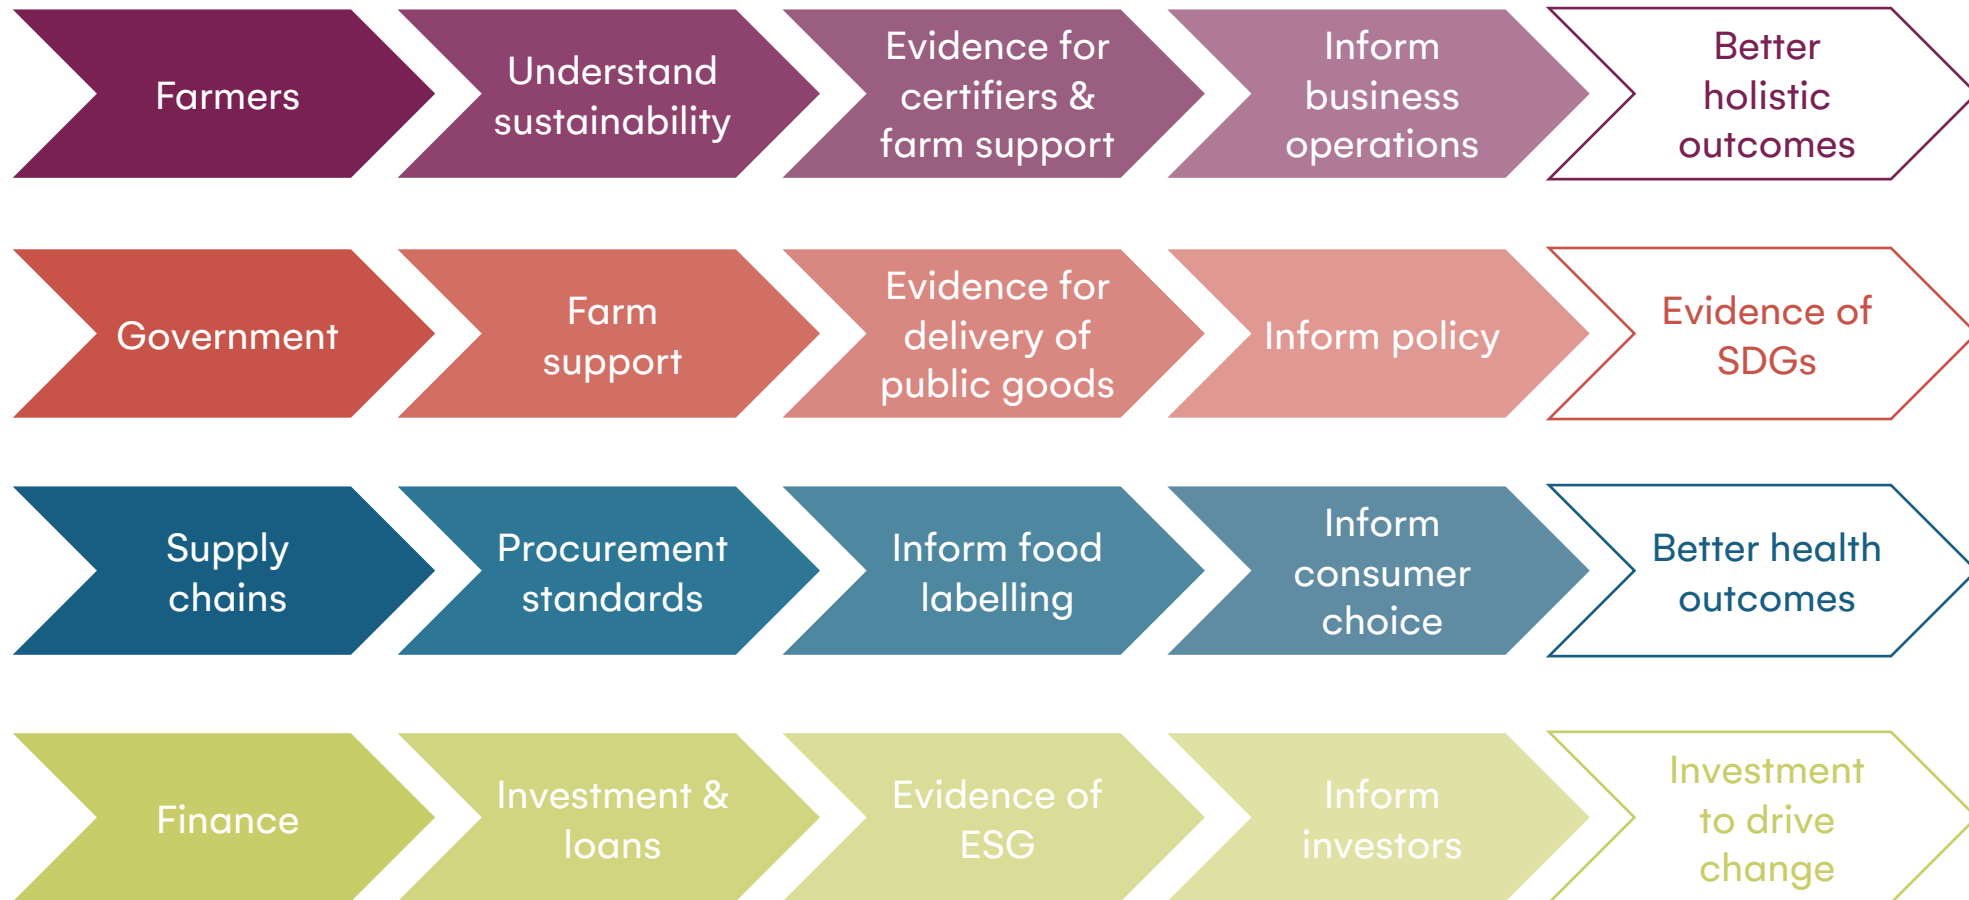 Farmers
Understand
sustainability
Evidence for
certifiers &
farm support
Inform
business
operations
Better
holistic
outcomes
Government
Farm
support
Evidence for
delivery of
public goods
Inform policy
Evidence of
SDGs
Supply
chains
Procurement
standards
Inform food
labelling
Inform
consumer
choice
Better health
outcomes
Finance
Investment &
loans
Evidence of
ESG
Inform
investors
Investment
to drive
change